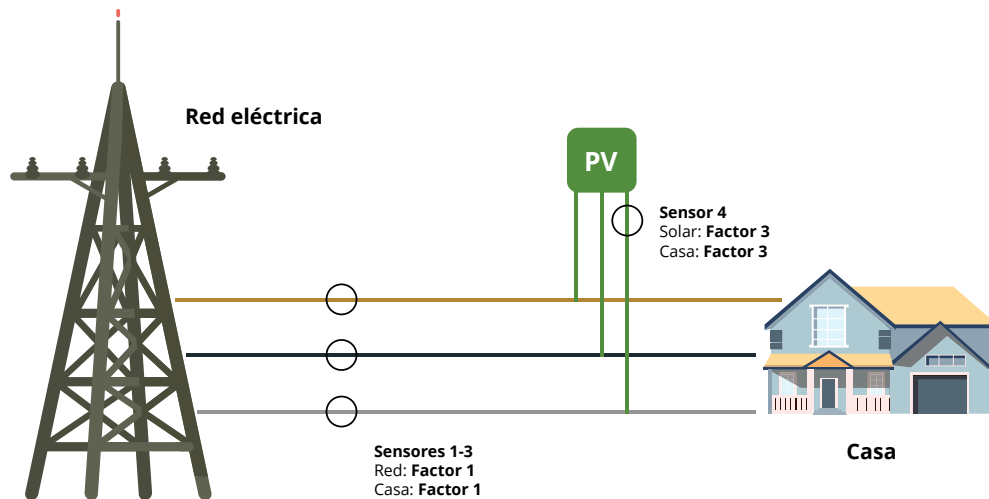 Red eléctrica
PV
Sensor 4
Solar: Factor 3
Casa: Factor 3
Sensores 1-3
Red: Factor 1
Casa: Factor 1
Casa